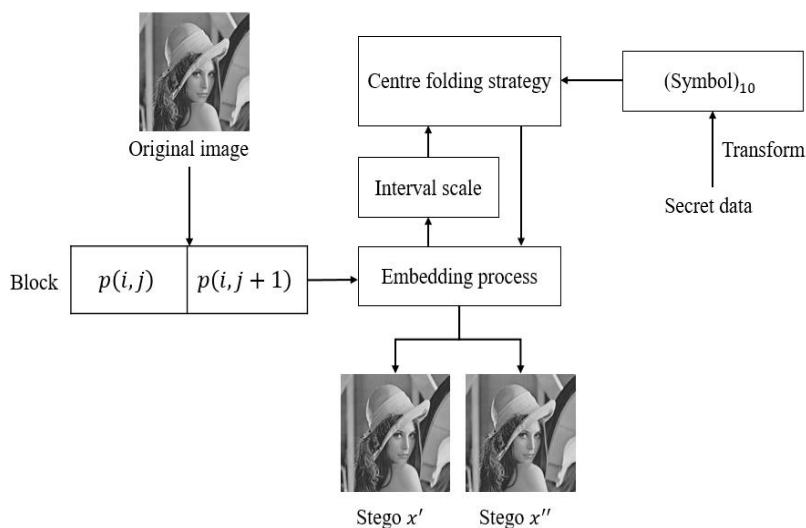 Original image
Centre folding strategy
(Symbol)₁₀
Transform
Secret data
Interval scale
Block
p(i, j)
p(i, j + 1)
Embedding process
Stego x′
Stego x″